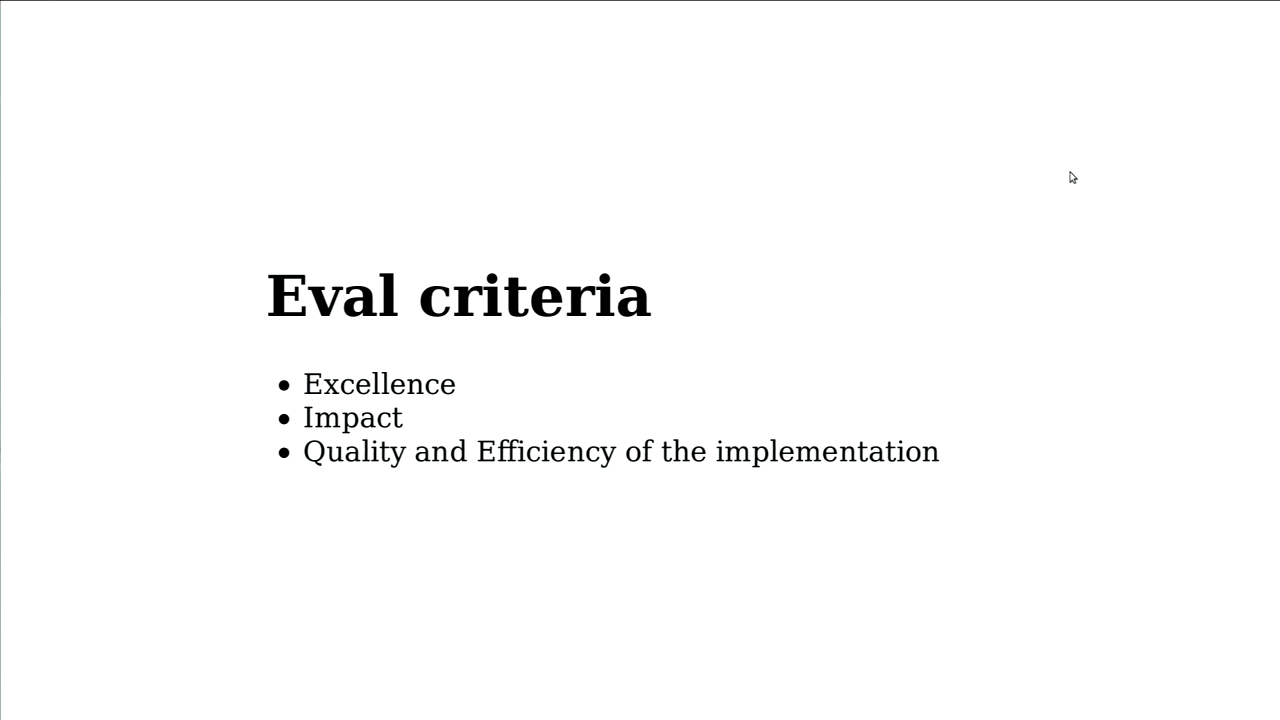 Eval criteria
Excellence
Impact
Quality and Efficiency of the implementation